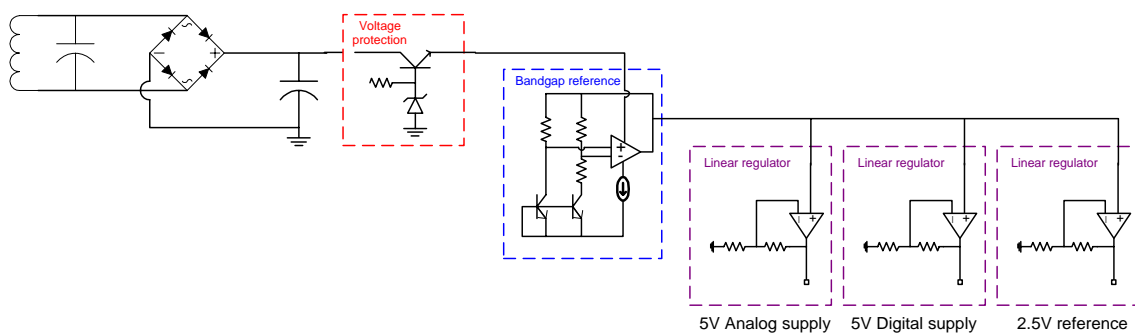 Voltage
protection
Bandgap reference
Linear regulator
Linear regulator
Linear regulator
5V Analog supply
5V Digital supply
2.5V reference